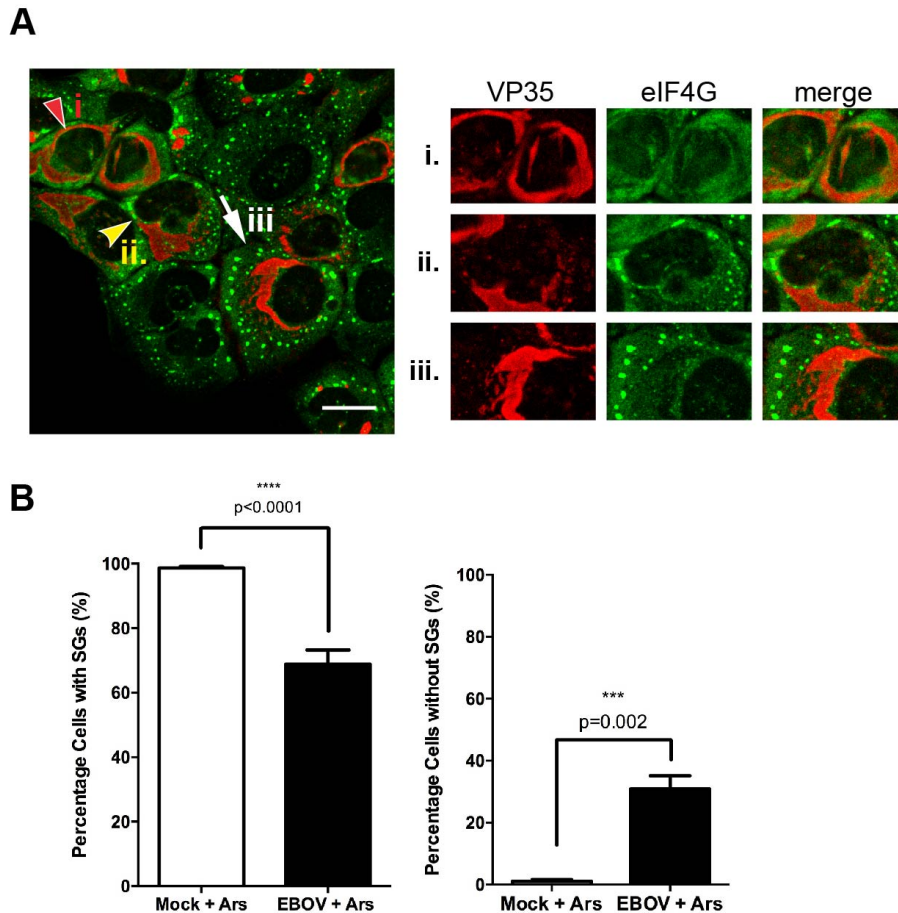 A
i
ii.
iii
VP35 eIF4G merge
i.
ii.
iii.
B
****
p<0.0001
Percentage Cells with SGs (%)
100
80
60
40
20
0
Mock + Ars EBOV + Ars
***
p=0.002
Percentage Cells without SGs (%)
100
80
60
40
20
0
Mock + Ars EBOV + Ars